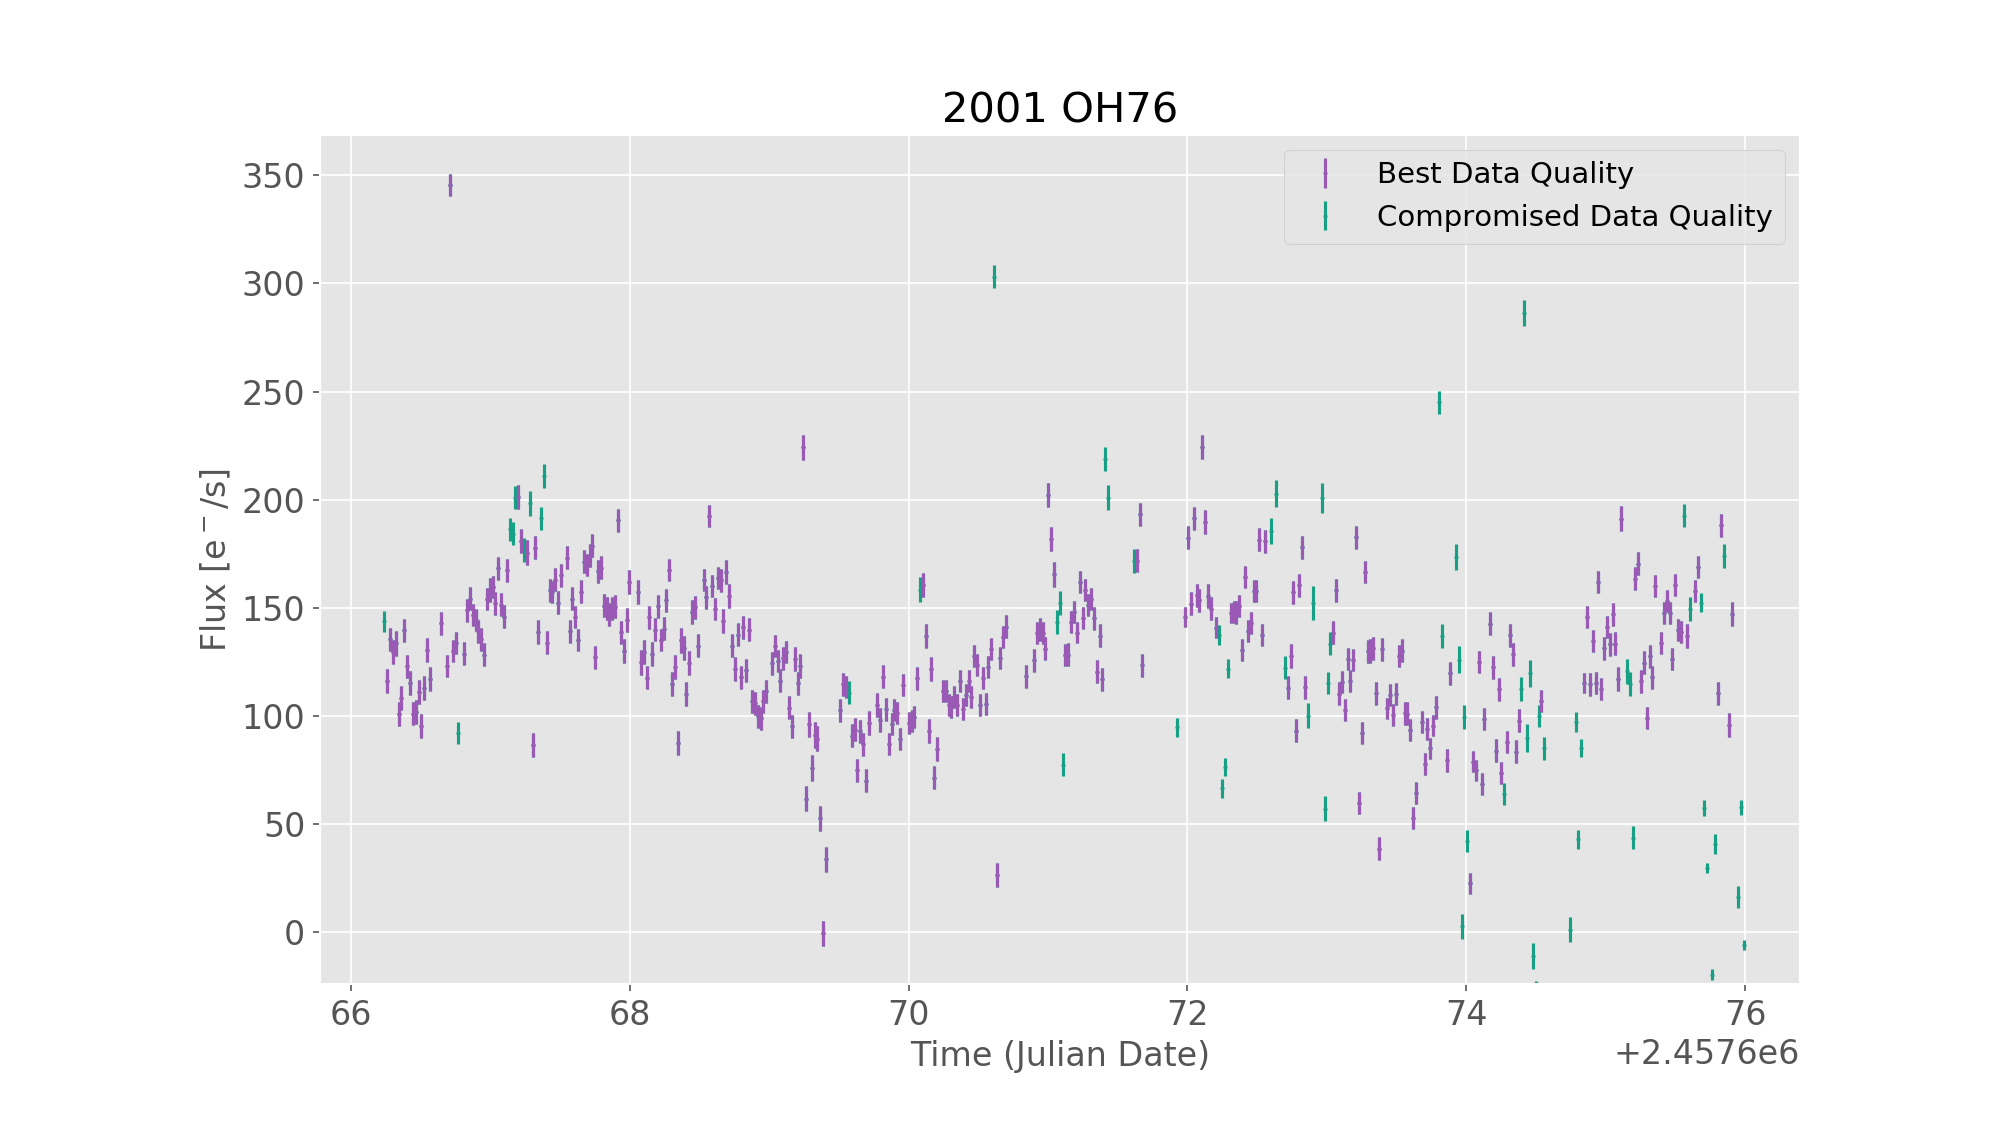 2001 OH76
Best Data Quality
Compromised Data Quality
350
300
250
200
150
100
50
0
Flux [e⁻/s]
66 68 70 72 74 76
Time (Julian Date)
+2.4576e6